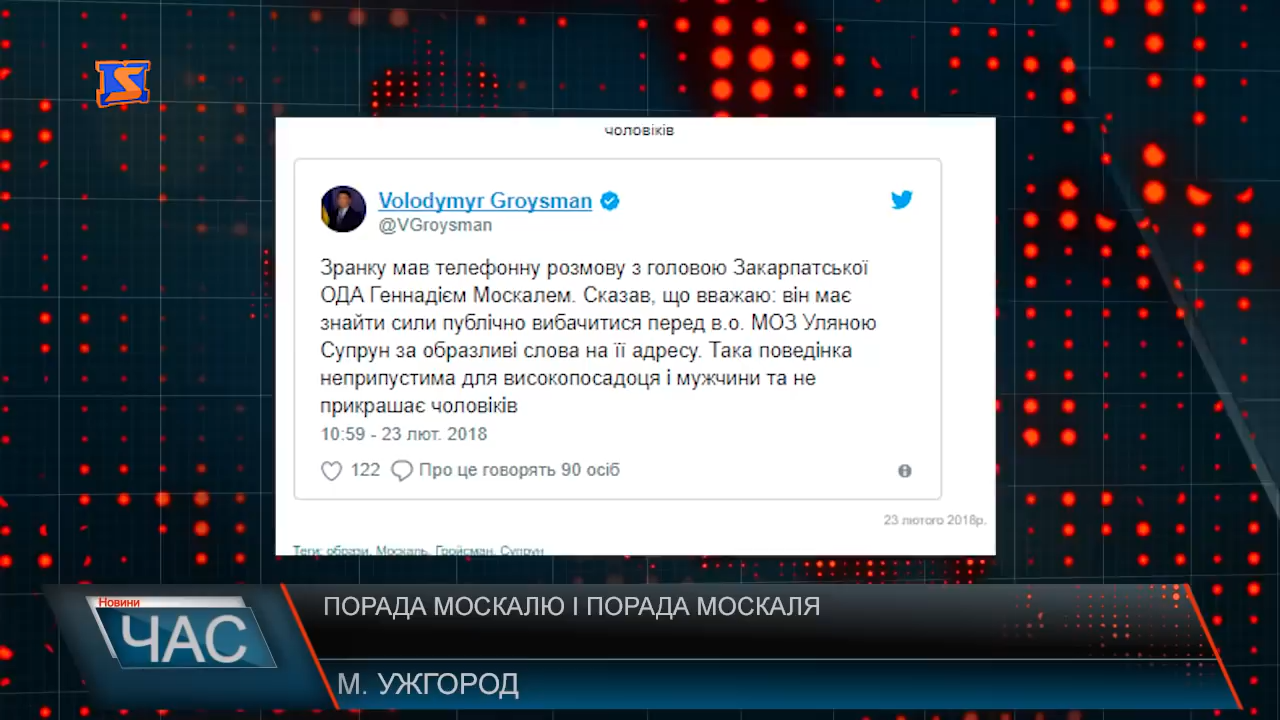 чоловіків
Volodymyr Groysman
@VGroysman
Зранку мав телефонну розмову з головою Закарпатської
ОДА Геннадієм Москалем. Сказав, що вважаю: він має
знайти сили публічно вибачитися перед в.о. МОЗ Уляною
Супрун за образливі слова на її адресу. Така поведінка
неприпустима для високопосадоця і мужчини та не
прикрашає чоловіків
10:59 - 23 лют. 2018
122 Про це говорять 90 осіб
23 лютого 2018р.
Теги: образи, Москаль, Гройсман, Супрун
Новини
ЧАС
ПОРАДА МОСКАЛЮ І ПОРАДА МОСКАЛЯ
М. УЖГОРОД